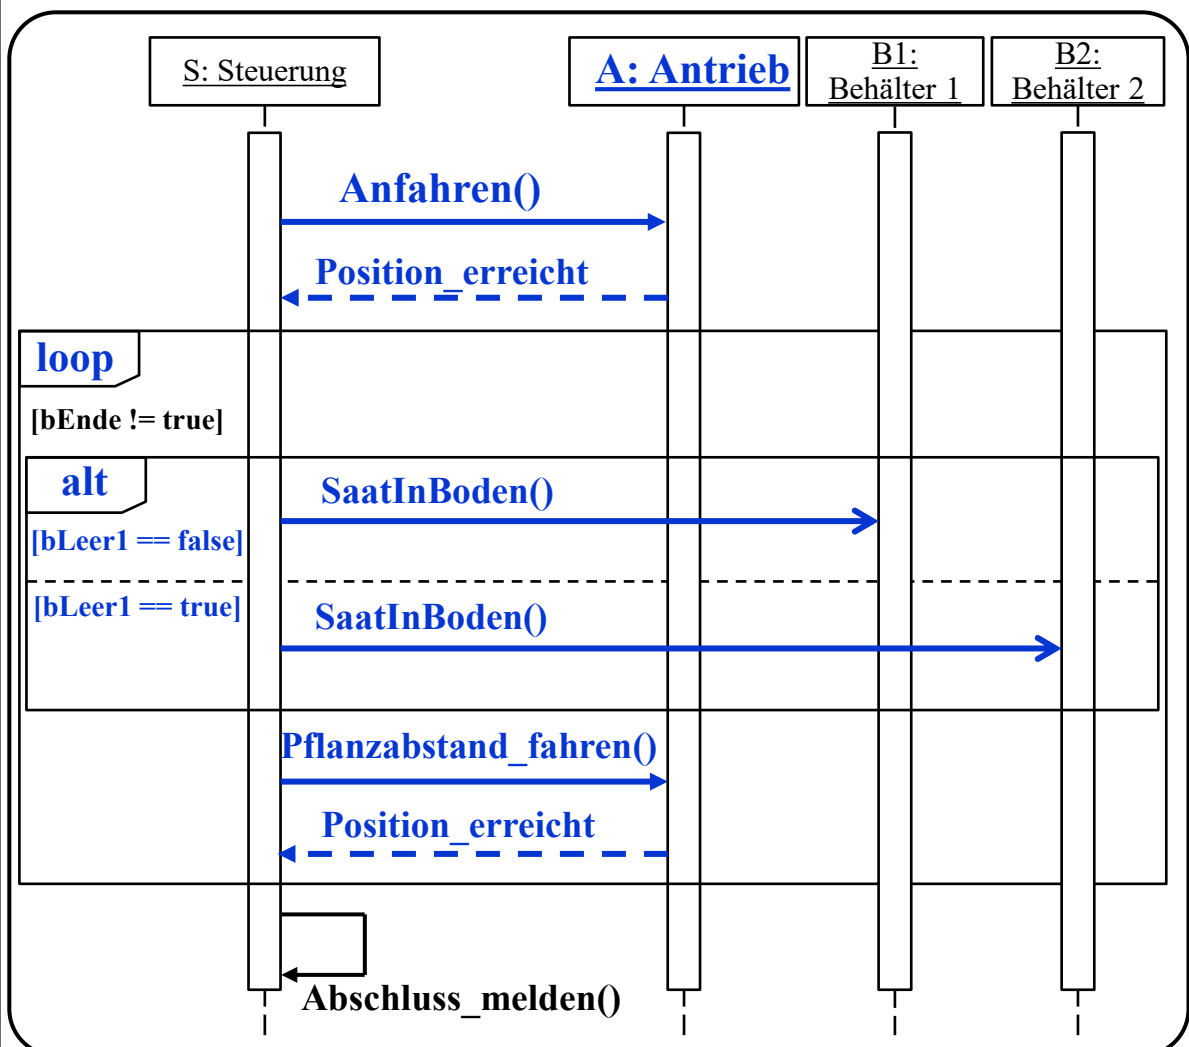 S: Steuerung
A: Antrieb
B1:
Behälter 1
B2:
Behälter 2
Anfahren()
Position_erreicht
loop
[bEnde != true]
alt
SaatInBoden()
[bLeer1 == false]
[bLeer1 == true]
SaatInBoden()
Pflanzabstand_fahren()
Position_erreicht
Abschluss_melden()